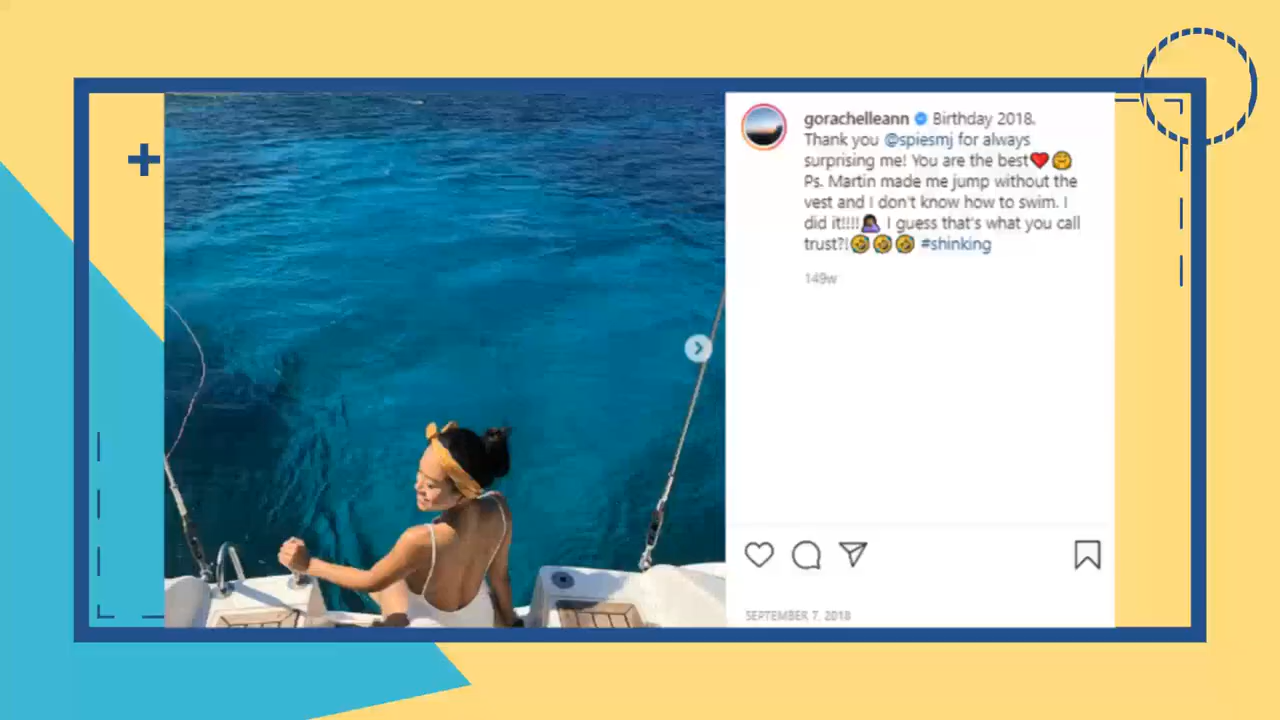 gorachelleann Birthday 2018.
Thank you @spiesmj for always
surprising me! You are the best❤️🤗
Ps. Martin made me jump without the
vest and I don't know how to swim. I
did it!!!!🤦🏿‍♀️ I guess that's what you call
trust?!🤣🤣🤣 #shinking
149w
SEPTEMBER 7, 2018